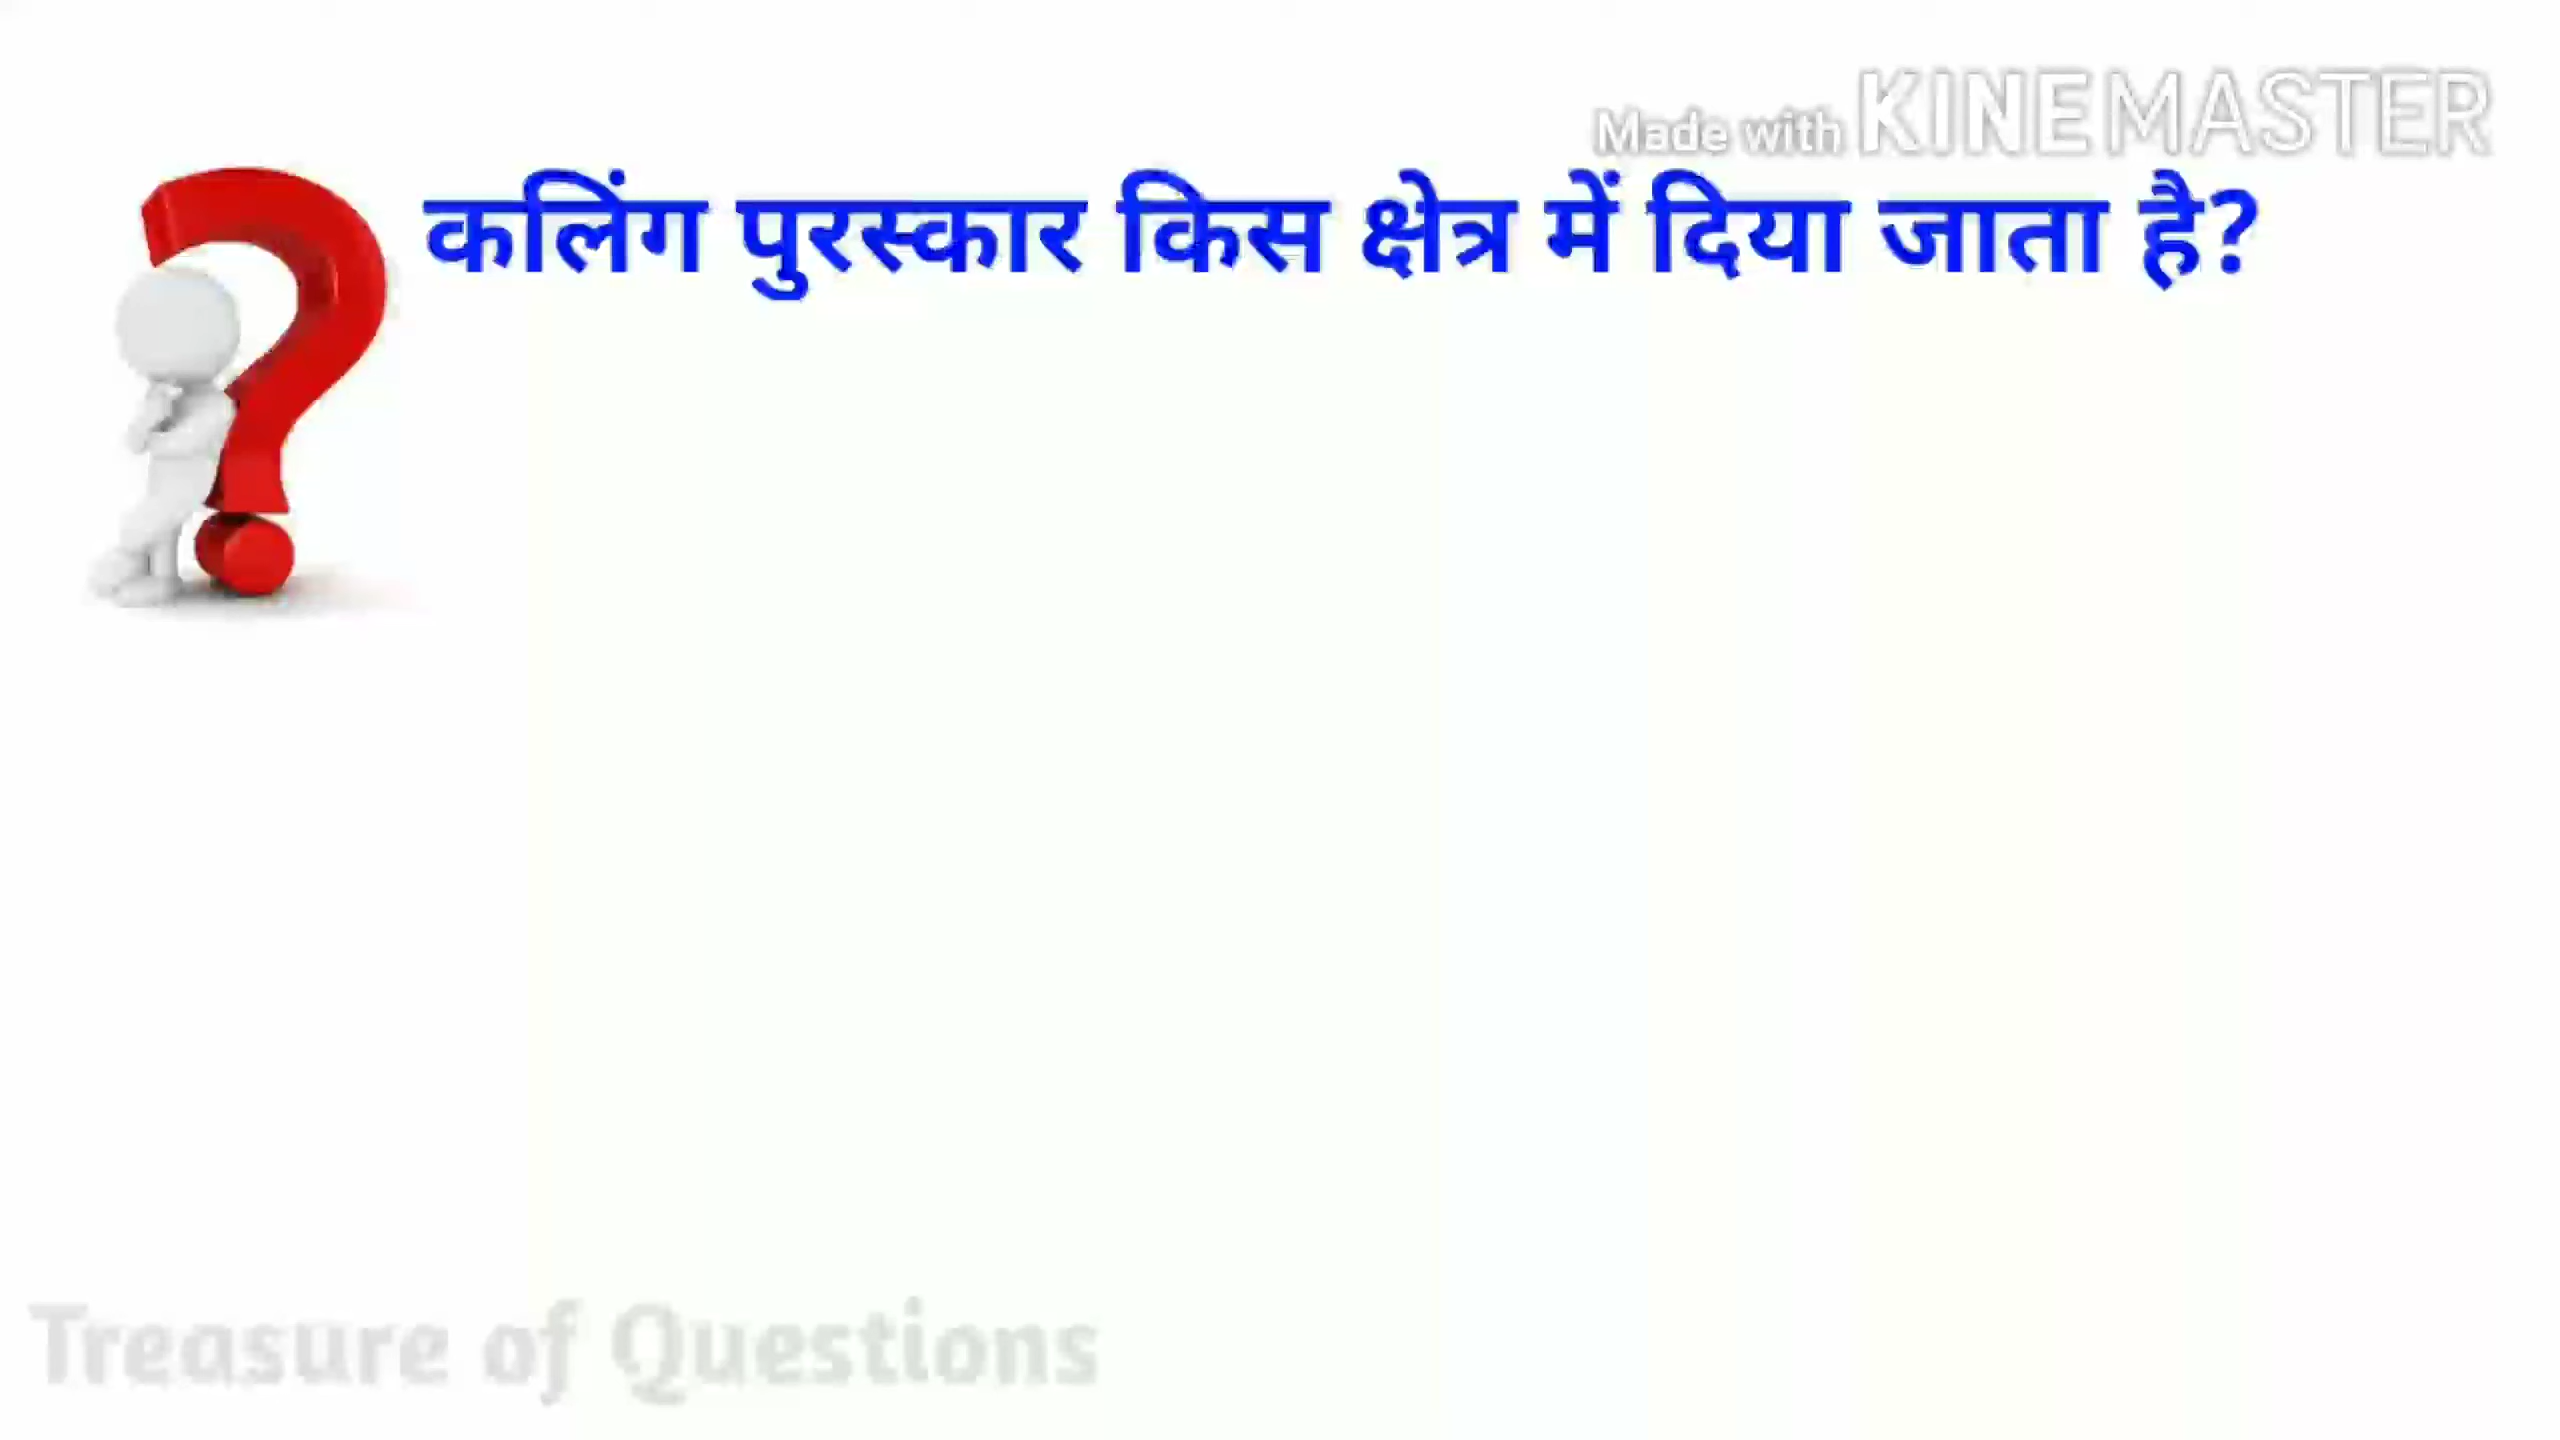 Made with KINEMASTER
कलिंग पुरस्कार किस क्षेत्र में दिया जाता है?
Treasure of Questions